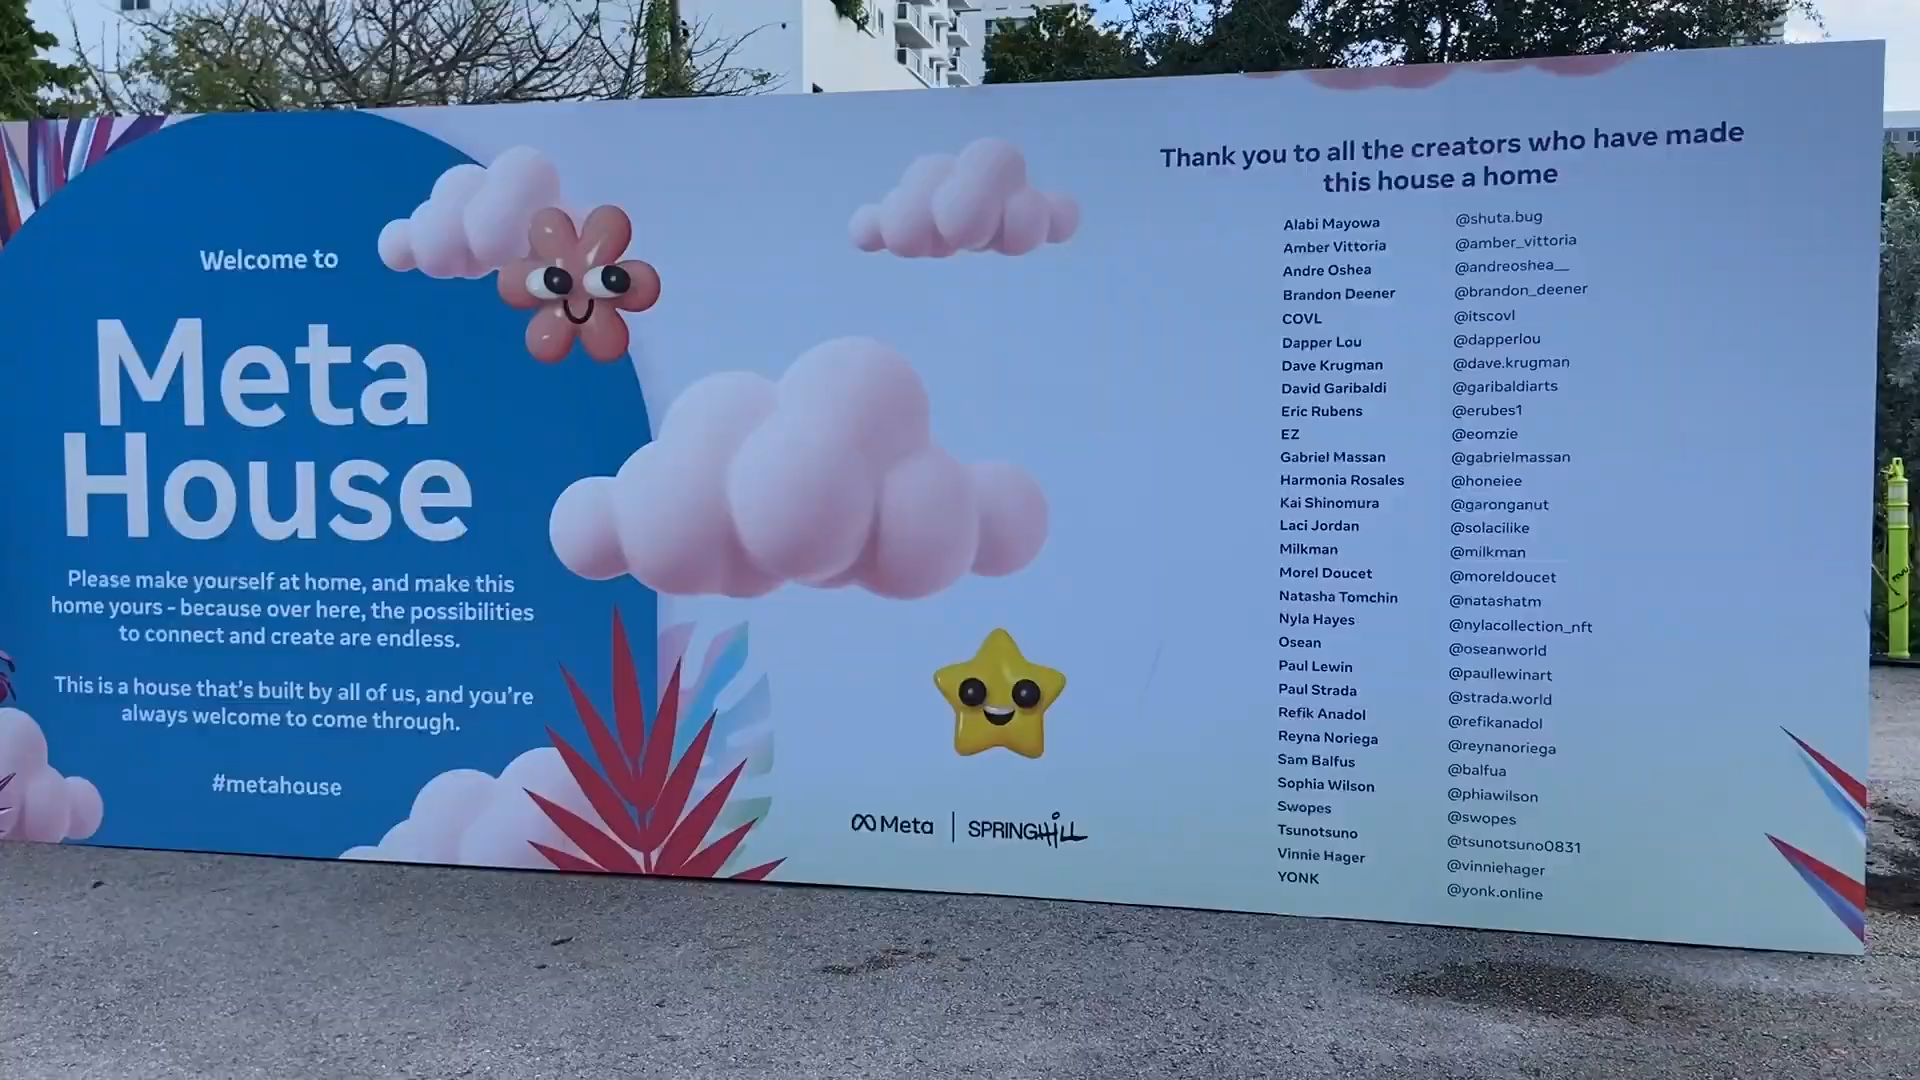 Welcome to
Meta
House
Please make yourself at home, and make this
home yours - because over here, the possibilities
to connect and create are endless.
This is a house that's built by all of us, and you're
always welcome to come through.
#metahouse
Meta | SPRINGHILL
Thank you to all the creators who have made
this house a home
Alabi Mayowa @shuta.bug
Amber Vittoria @amber_vittoria
Andre Oshea @andreoshea__
Brandon Deener @brandon_deener
COVL @itscovl
Dapper Lou @dapperlou
Dave Krugman @dave.krugman
David Garibaldi @garibaldiarts
Eric Rubens @erubes1
EZ @eomzie
Gabriel Massan @gabrielmassan
Harmonia Rosales @honeiee
Kai Shinomura @garonganut
Laci Jordan @solacilike
Milkman @milkman
Morel Doucet @moreldoucet
Natasha Tomchin @natashatm
Nyla Hayes @nylacollection_nft
Osean @oseanworld
Paul Lewin @paullewinart
Paul Strada @strada.world
Refik Anadol @refikanadol
Reyna Noriega @reynanoriega
Sam Balfus @balfua
Sophia Wilson @phiawilson
Swopes @swopes
Tsunotsuno @tsunotsuno0831
Vinnie Hager @vinniehager
YONK @yonk.online